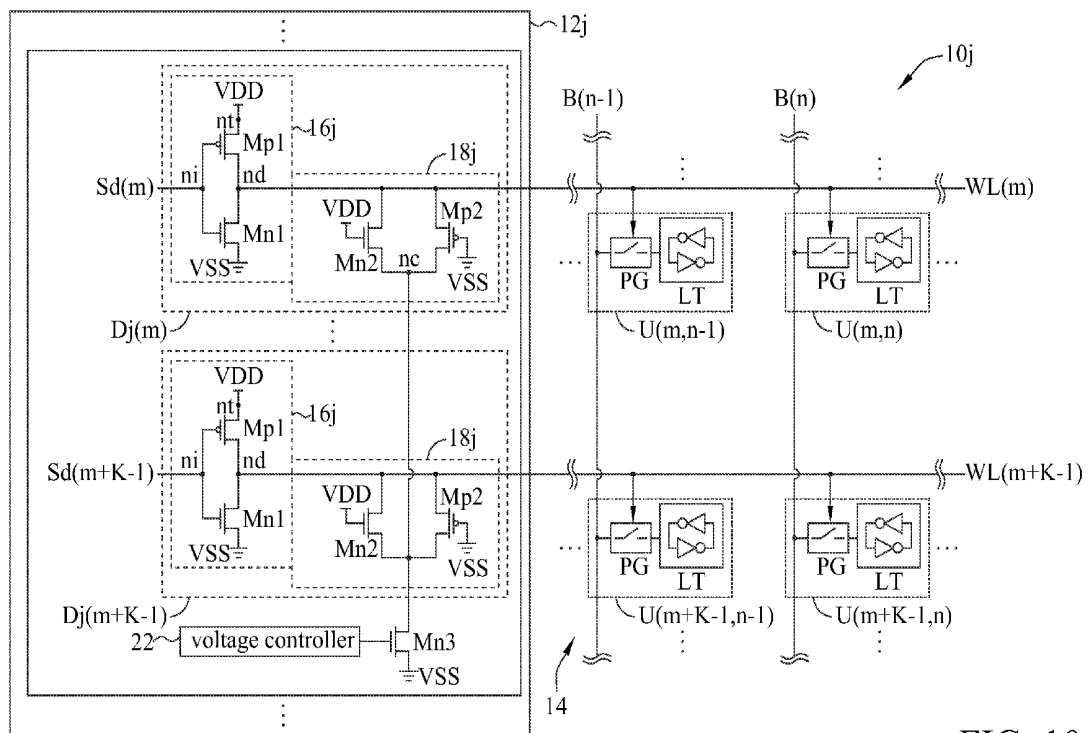 12j
10j
B(n-1)
B(n)
VDD
nt
16j
Mp1
18j
Sd(m)
ni
nd
WL(m)
VDD
Mp2
Mn1
VSS
Mn2
nc
VSS
PG
LT
PG
LT
Dj(m)
U(m,n-1)
U(m,n)
VDD
nt
16j
Mp1
18j
Sd(m+K-1)
ni
nd
WL(m+K-1)
VDD
Mp2
Mn1
VSS
Mn2
VSS
PG
LT
PG
LT
Dj(m+K-1)
U(m+K-1,n-1)
U(m+K-1,n)
22
voltage controller
Mn3
VSS
14